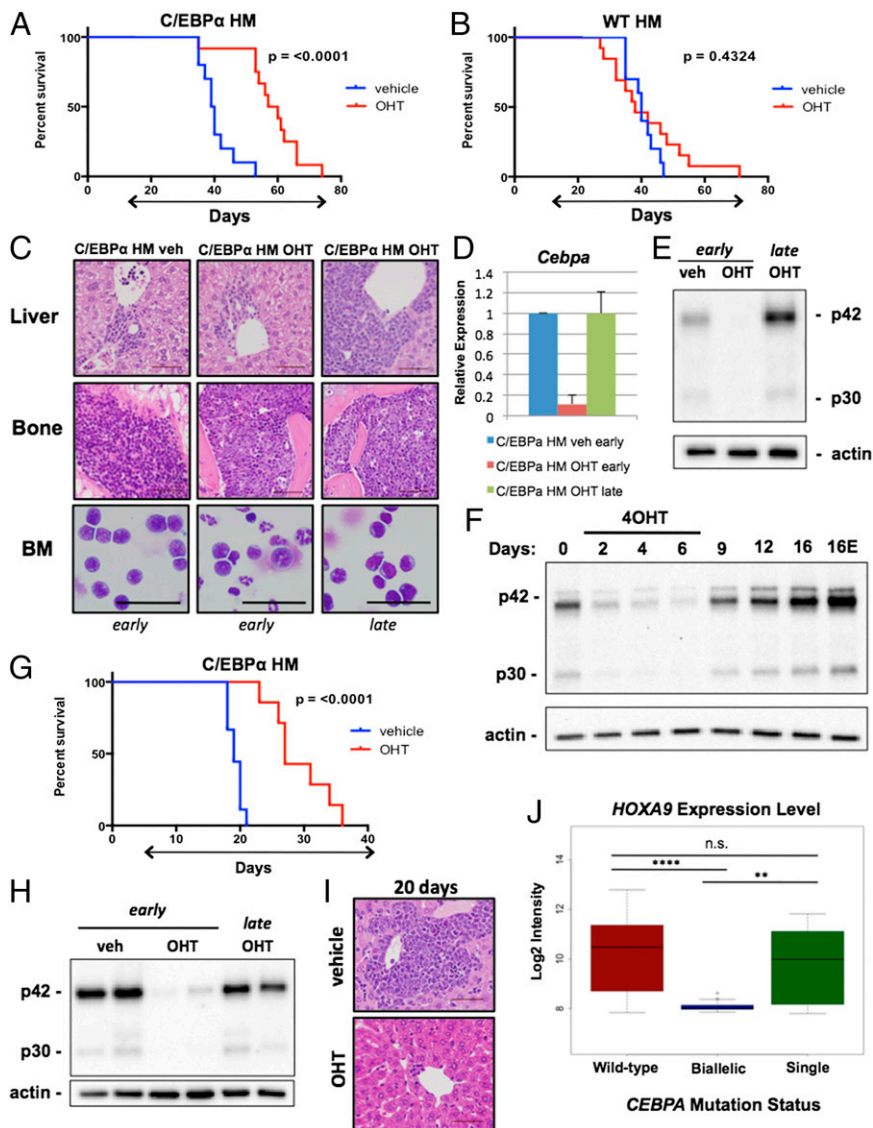 A
C/EBPα HM
Percent survival
100
50
0
0 20 40 60 80
Days
p = <0.0001
vehicle
OHT
B
WT HM
Percent survival
100
50
0
0 20 40 60 80
Days
p = 0.4324
vehicle
OHT
C
C/EBPα HM veh C/EBPα HM OHT C/EBPα HM OHT
Liver
Bone
BM
early early late
D
Cebpa
Relative Expression
1.4
1.2
1
0.8
0.6
0.4
0.2
0
C/EBPa HM veh early
C/EBPa HM OHT early
C/EBPa HM OHT late
E
early late
veh OHT OHT
- p42
- p30
- actin
F
4OHT
Days: 0 2 4 6 9 12 16 16E
p42 -
p30 -
actin -
G
C/EBPα HM
Percent survival
100
50
0
0 10 20 30 40
Days
p = <0.0001
vehicle
OHT
H
early late
veh OHT OHT
p42 -
p30 -
actin -
I
20 days
vehicle
OHT
J
HOXA9 Expression Level
n.s.
****
**
Log2 Intensity
14
12
10
8
Wild-type Biallelic Single
CEBPA Mutation Status